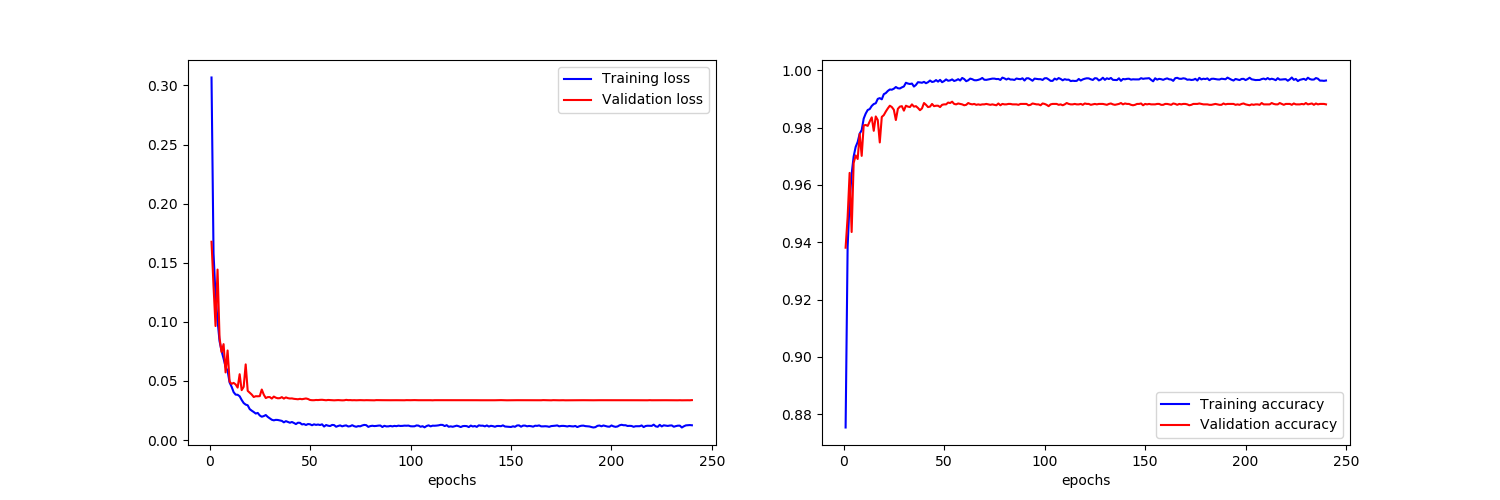 0.30
0.25
0.20
0.15
0.10
0.05
0.00
0 50 100 150 200 250
epochs
Training loss
Validation loss
1.00
0.98
0.96
0.94
0.92
0.90
0.88
0 50 100 150 200 250
epochs
Training accuracy
Validation accuracy